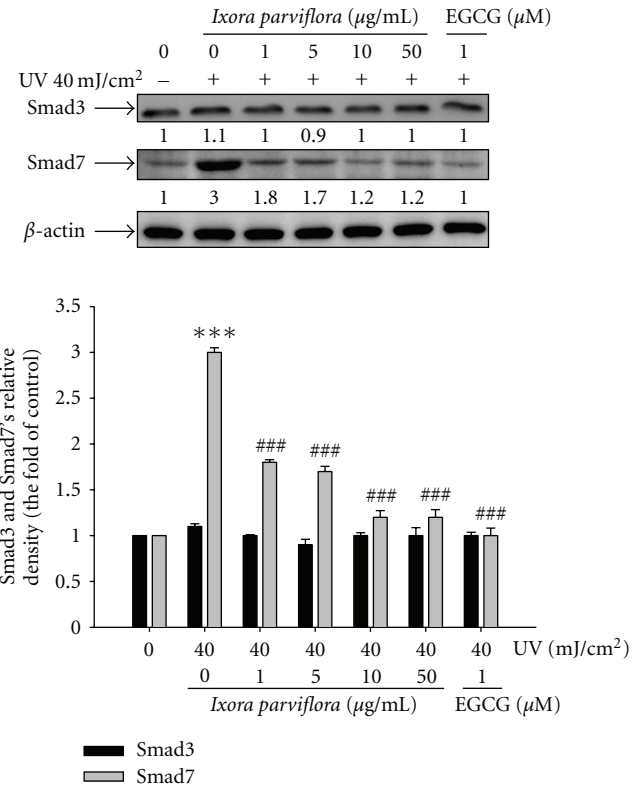 Ixora parviflora (μg/mL) EGCG (μM)
0 0 1 5 10 50 1
UV 40 mJ/cm² − + + + + + +
Smad3
1 1.1 1 0.9 1 1 1
Smad7
1 3 1.8 1.7 1.2 1.2 1
β-actin
Smad3 and Smad7's relative
density (the fold of control)
3.5
3
2.5
2
1.5
1
0.5
0
***
### ### ### ### ###
0 40 40 40 40 40 40 UV (mJ/cm²)
0 1 5 10 50 1
Ixora parviflora (μg/mL) EGCG (μM)
Smad3
Smad7